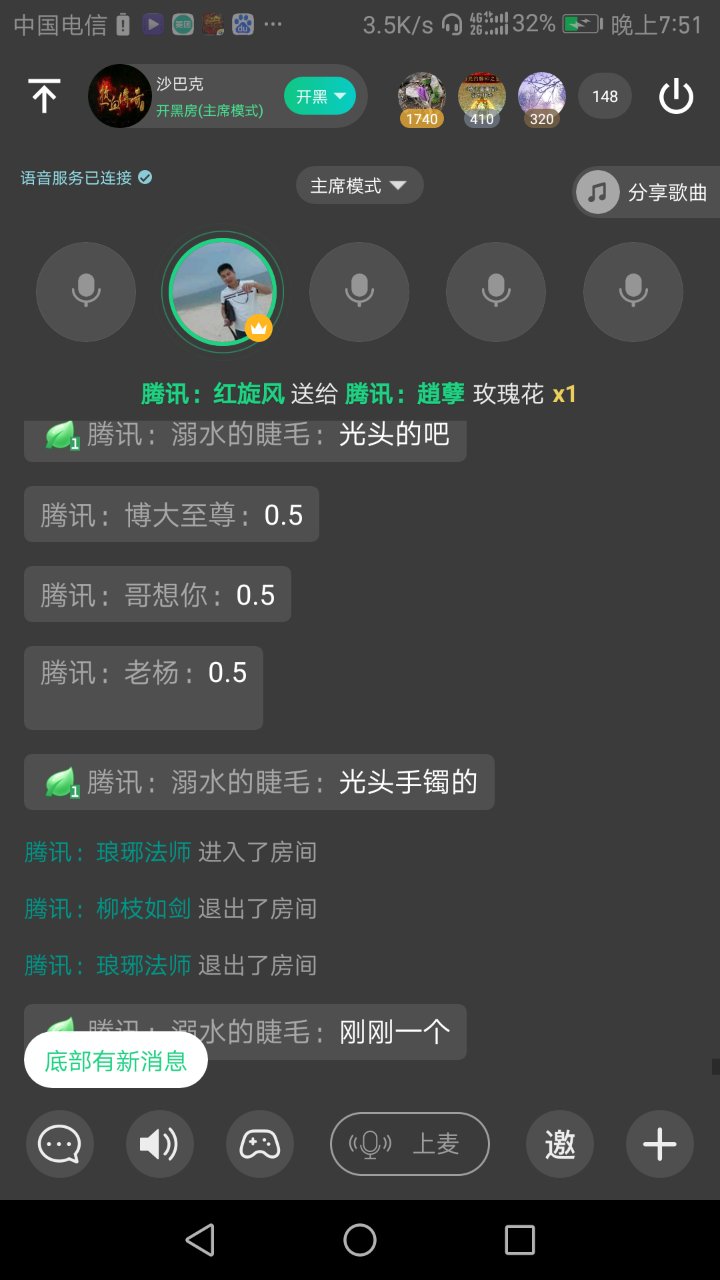 中国电信 ... 3.5K/s 4G 2G 32% 晚上7:51
沙巴克
开黑房(主席模式)
开黑
1740
410
320
148
语音服务已连接
主席模式
分享歌曲
腾讯：红旋风 送给 腾讯：趙孽 玫瑰花 x1
1 腾讯：溺水的睫毛：光头的吧
腾讯：博大至尊：0.5
腾讯：哥想你：0.5
腾讯：老杨：0.5
1 腾讯：溺水的睫毛：光头手镯的
腾讯：琅琊法师 进入了房间
腾讯：柳枝如剑 退出了房间
腾讯：琅琊法师 退出了房间
腾讯：溺水的睫毛：刚刚一个
底部有新消息
上麦
邀